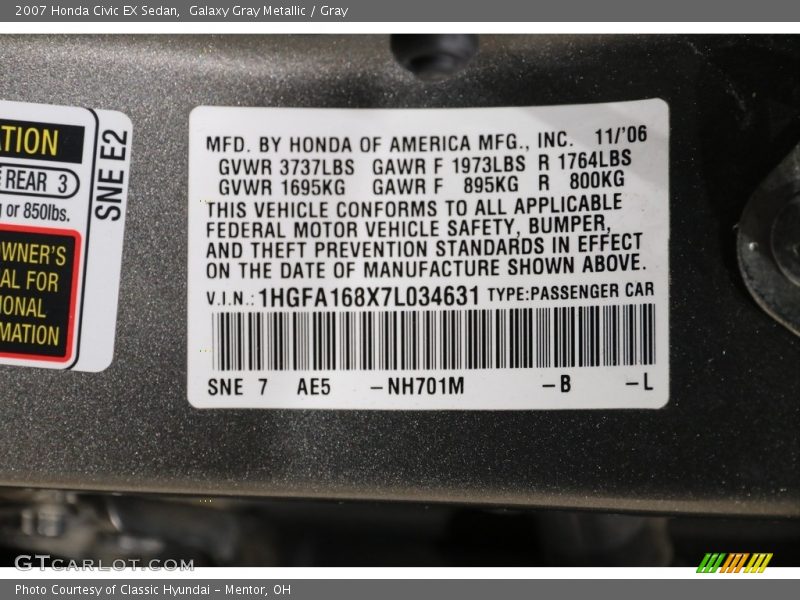 2007 Honda Civic EX Sedan, Galaxy Gray Metallic / Gray
ATION
REAR 3
or 850lbs.
OWNER'S
AL FOR
IONAL
MATION
SNE E2
MFD. BY HONDA OF AMERICA MFG., INC. 11/'06
GVWR 3737LBS GAWR F 1973LBS R 1764LBS
GVWR 1695KG GAWR F 895KG R 800KG
THIS VEHICLE CONFORMS TO ALL APPLICABLE
FEDERAL MOTOR VEHICLE SAFETY, BUMPER,
AND THEFT PREVENTION STANDARDS IN EFFECT
ON THE DATE OF MANUFACTURE SHOWN ABOVE.
V.I.N.: 1HGFA168X7L034631 TYPE:PASSENGER CAR
SNE 7 AE5 –NH701M –B –L
GTCARLOT.COM
Photo Courtesy of Classic Hyundai – Mentor, OH